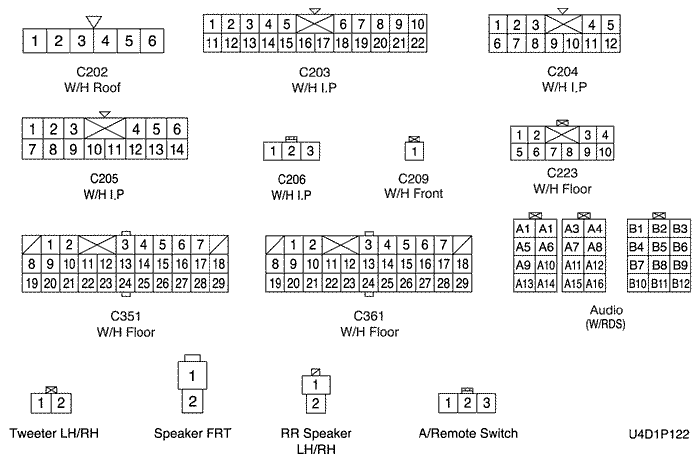 1 2 3 4 5 6
C202
W/H Roof
1 2 3 4 5 6 7 8 9 10
11 12 13 14 15 16 17 18 19 20 21 22
C203
W/H I.P
1 2 3 4 5
6 7 8 9 10 11 12
C204
W/H I.P
1 2 3 4 5 6
7 8 9 10 11 12 13 14
C205
W/H I.P
1 2 3
C206
W/H I.P
1
C209
W/H Front
1 2 3 4
5 6 7 8 9 10
C223
W/H Floor
1 2 3 4 5 6 7
8 9 10 11 12 13 14 15 16 17 18
19 20 21 22 23 24 25 26 27 28 29
C351
W/H Floor
1 2 3 4 5 6 7
8 9 10 11 12 13 14 15 16 17 18
19 20 21 22 23 24 25 26 27 28 29
C361
W/H Floor
A1 A1 A3 A4 B1 B2 B3
A5 A6 A7 A8 B4 B5 B6
A9 A10 A11 A12 B7 B8 B9
A13 A14 A15 A16 B10 B11 B12
Audio
(W/RDS)
1 2
Tweeter LH/RH
1
2
Speaker FRT
1
2
RR Speaker
LH/RH
1 2 3
A/Remote Switch
U4D1P122